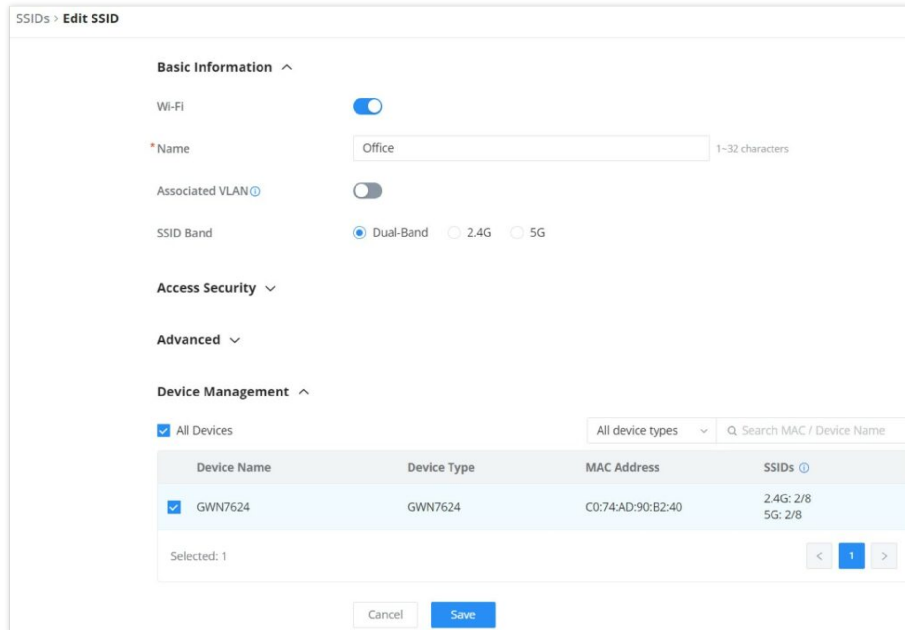 SSIDs > Edit SSID
Basic Information
Wi-Fi
* Name Office 1~32 characters
Associated VLAN
SSID Band Dual-Band 2.4G 5G
Access Security
Advanced
Device Management
All Devices All device types Search MAC / Device Name
Device Name Device Type MAC Address SSIDs
GWN7624 GWN7624 C0:74:AD:90:B2:40 2.4G: 2/8
5G: 2/8
Selected: 1 < 1 >
Cancel Save